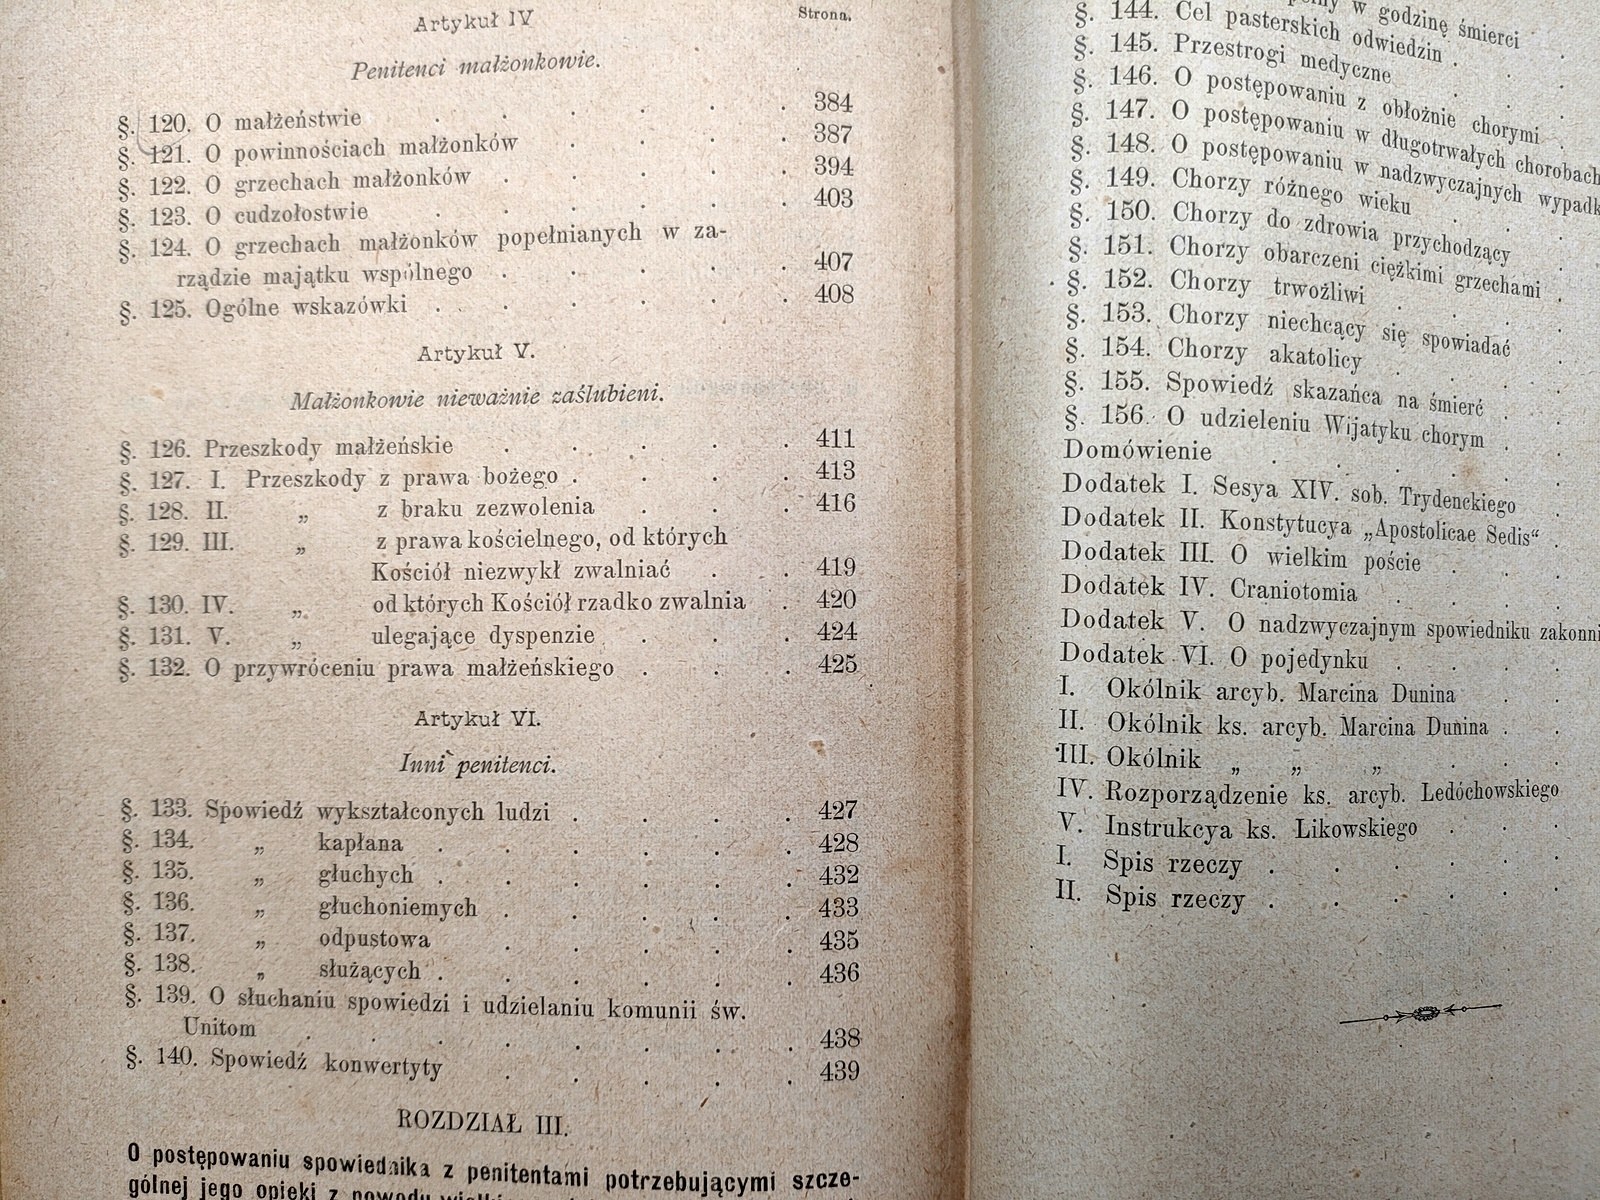 Artykuł IV
Strona.
Penitenci małżonkowie.
§. 120. O małżeństwie . . . . . . 384
§. 121. O powinnościach małżonków . . . . 387
§. 122. O grzechach małżonków . . . . . 394
§. 123. O cudzołostwie . . . . . . 403
§. 124. O grzechach małżonków popełnianych w za-
rządzie majątku wspólnego . . . . . 407
§. 125. Ogólne wskazówki . . . . . . 408
Artykuł V.
Małżonkowie nieważnie zaślubieni.
§. 126. Przeszkody małżeńskie . . . . . 411
§. 127. I. Przeszkody z prawa bożego . . . . 413
§. 128. II. „ z braku zezwolenia . . . 416
§. 129. III. „ z prawa kościelnego, od których
Kościół niezwykł zwalniać . . 419
§. 130. IV. „ od których Kościół rzadko zwalnia . 420
§. 131. V. „ ulegające dyspenzie . . . 424
§. 132. O przywróceniu prawa małżeńskiego . . . 425
Artykuł VI.
Inni penitenci.
§. 133. Spowiedź wykształconych ludzi . . . . 427
§. 134. „ kapłana . . . . . . 428
§. 135. „ głuchych . . . . . . 432
§. 136. „ głuchoniemych . . . . . 433
§. 137. „ odpustowa . . . . . 435
§. 138. „ służących . . . . . . 436
§. 139. O słuchaniu spowiedzi i udzielaniu komunii św.
Unitom . . . . . . . . 438
§. 140. Spowiedź konwertyty . . . . . 439
ROZDZIAŁ III.
O postępowaniu spowiednika z penitentami potrzebującymi szcze-
gólnej jego opieki z powodu
w godzinę śmierci
§. 144. Cel pasterskich odwiedzin .
§. 145. Przestrogi medyczne
§. 146. O postępowaniu z obłożnie chorymi .
§. 147. O postępowaniu w długotrwałych chorobach
§. 148. O postępowaniu w nadzwyczajnych wypadk
§. 149. Chorzy różnego wieku . .
§. 150. Chorzy do zdrowia przychodzący .
§. 151. Chorzy obarczeni ciężkimi grzechami .
§. 152. Chorzy trwożliwi . . .
§. 153. Chorzy niechcący się spowiadać .
§. 154. Chorzy akatolicy . . .
§. 155. Spowiedź skazańca na śmierć .
§. 156. O udzieleniu Wijatyku chorym .
Domówienie . . . . .
Dodatek I. Sesya XIV. sob. Trydenckiego .
Dodatek II. Konstytucya „Apostolicae Sedis“ .
Dodatek III. O wielkim poście . .
Dodatek IV. Craniotomia . . . .
Dodatek V. O nadzwyczajnym spowiedniku zakonni
Dodatek VI. O pojedynku . . . .
I. Okólnik arcyb. Marcina Dunina . .
II. Okólnik ks. arcyb. Marcina Dunina . .
III. Okólnik „ „ „ . . .
IV. Rozporządzenie ks. arcyb. Ledóchowskiego
V. Instrukcya ks. Likowskiego . . .
I. Spis rzeczy . . . . .
II. Spis rzeczy . . . . .